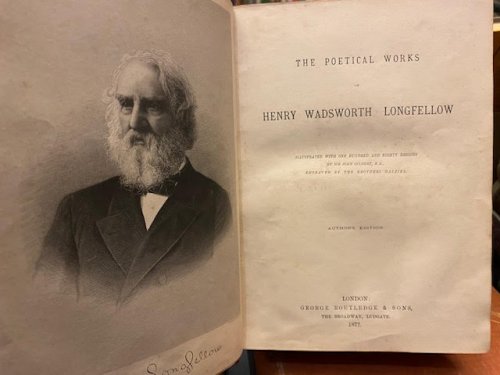 Longfellow
THE POETICAL WORKS
OF
HENRY WADSWORTH LONGFELLOW
ILLUSTRATED WITH ONE HUNDRED AND EIGHTY DESIGNS
BY SIR JOHN GILBERT, R.A.
ENGRAVED BY THE BROTHERS DALZIEL.
AUTHOR'S EDITION.
LONDON:
GEORGE ROUTLEDGE & SONS,
THE BROADWAY, LUDGATE.
1877.